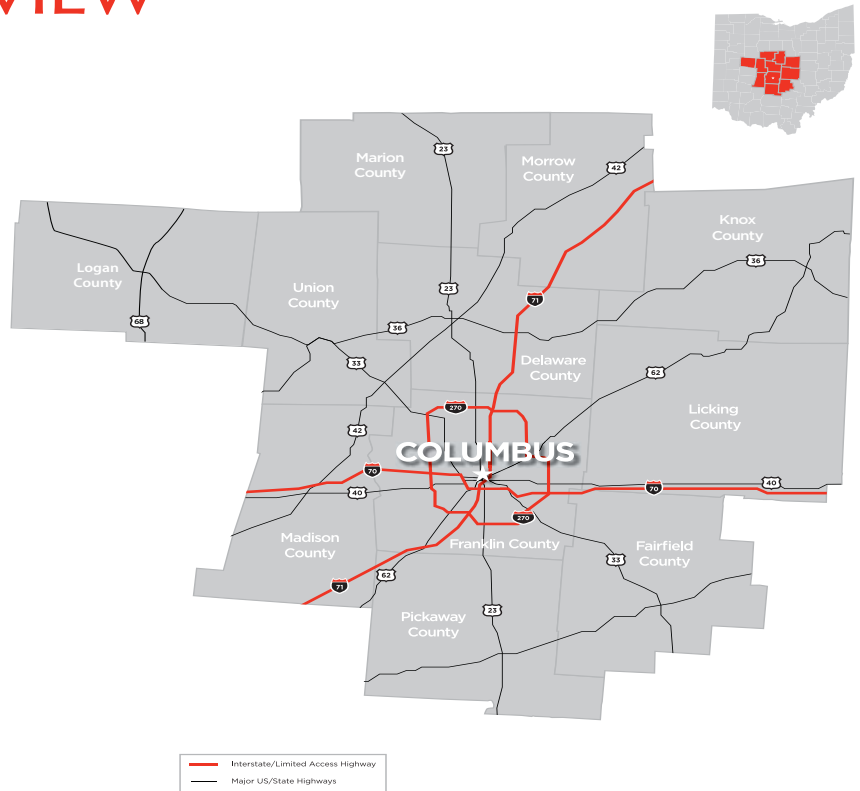 VIEW
23
Marion
County
Morrow
County
42
Knox
County
36
Logan
County
Union
County
23
71
68
36
33
Delaware
County
62
270
Licking
County
42
COLUMBUS
70
40
70
40
270
Madison
County
Franklin County
Fairfield
County
33
62
71
23
Pickaway
County
Interstate/Limited Access Highway
Major US/State Highways